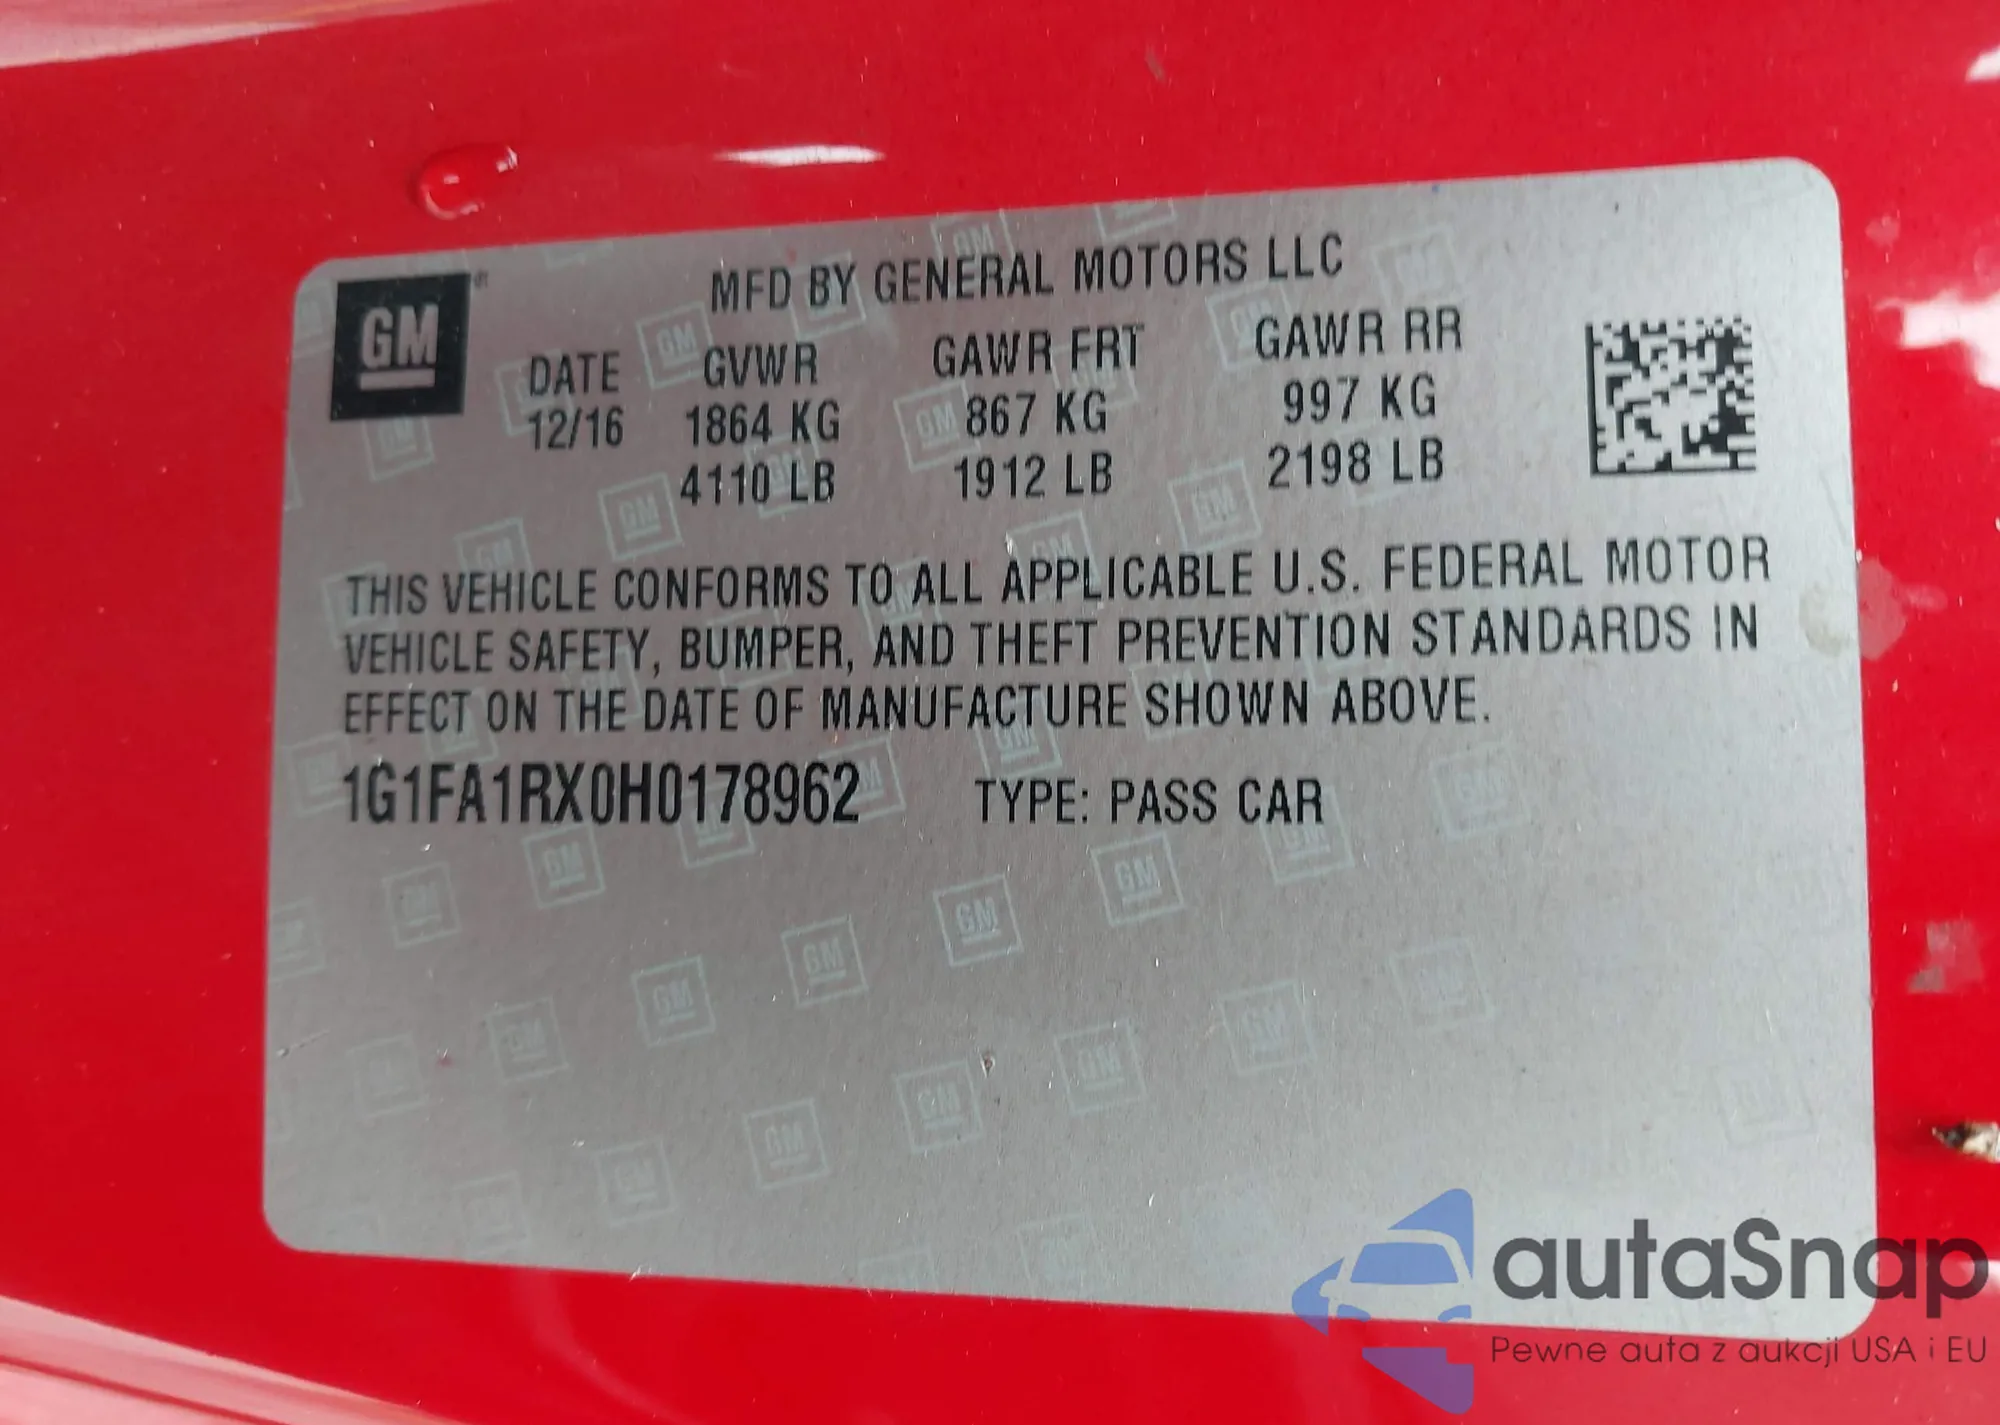 GM
MFD BY GENERAL MOTORS LLC
DATE GVWR GAWR FRT GAWR RR
12/16 1864 KG 867 KG 997 KG
4110 LB 1912 LB 2198 LB
THIS VEHICLE CONFORMS TO ALL APPLICABLE U.S. FEDERAL MOTOR
VEHICLE SAFETY, BUMPER, AND THEFT PREVENTION STANDARDS IN
EFFECT ON THE DATE OF MANUFACTURE SHOWN ABOVE.
1G1FA1RX0H0178962 TYPE: PASS CAR
autaSnap
Pewne auta z aukcji USA i EU